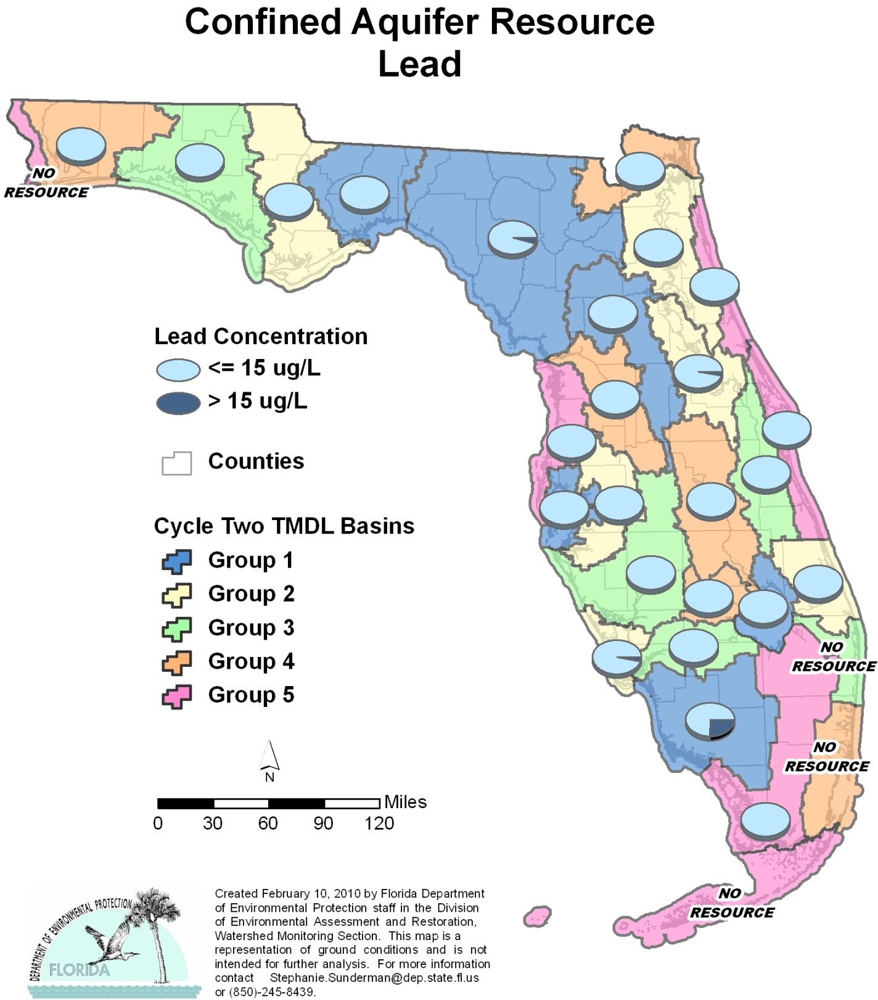 Confined Aquifer Resource
Lead
NO
RESOURCE
Lead Concentration
<= 15 ug/L
> 15 ug/L
Counties
Cycle Two TMDL Basins
Group 1
Group 2
Group 3
Group 4
Group 5
NO
RESOURCE
NO
RESOURCE
N
Miles
0 30 60 90 120
NO
RESOURCE
DEPARTMENT OF ENVIRONMENTAL PROTECTION
FLORIDA
Created February 10, 2010 by Florida Department
of Environmental Protection staff in the Division
of Environmental Assessment and Restoration,
Watershed Monitoring Section. This map is a
representation of ground conditions and is not
intended for further analysis. For more information
contact Stephanie.Sunderman@dep.state.fl.us
or (850)-245-8439.